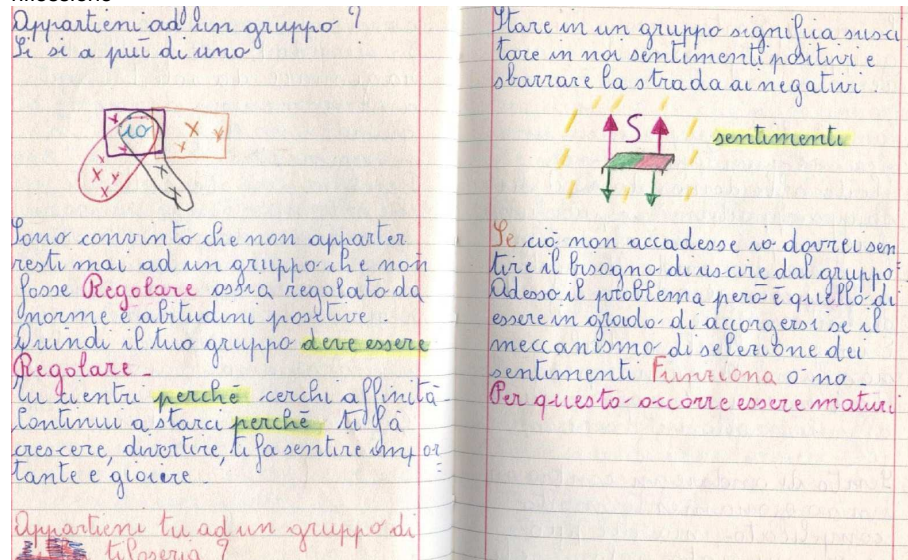 riflessione
Appartieni ad un gruppo?
Si si a più di uno
io
Sono convinto che non apparter
resti mai ad un gruppo che non
fosse Regolare ossia regolato da
norme e abitudini positive.
Quindi il tuo gruppo deve essere
Regolare.
Tu ci entri perché cerchi affinità.
Continui a starci perché ti fà
crescere, divertire, ti fa sentire impor
tante e gioire.
Appartieni tu ad un gruppo di
tiloseria?
Stare in un gruppo significa susci
tare in noi sentimenti positivi e
sbarrare la strada ai negativi.
S
sentimenti
Se ciò non accadesse io dovrei sen
tire il bisogno di uscire dal gruppo.
Adesso il problema però è quello di
essere in grado di accorgersi se il
meccanismo di selezione dei
sentimenti Funziona o no.
Per questo occorre essere maturi